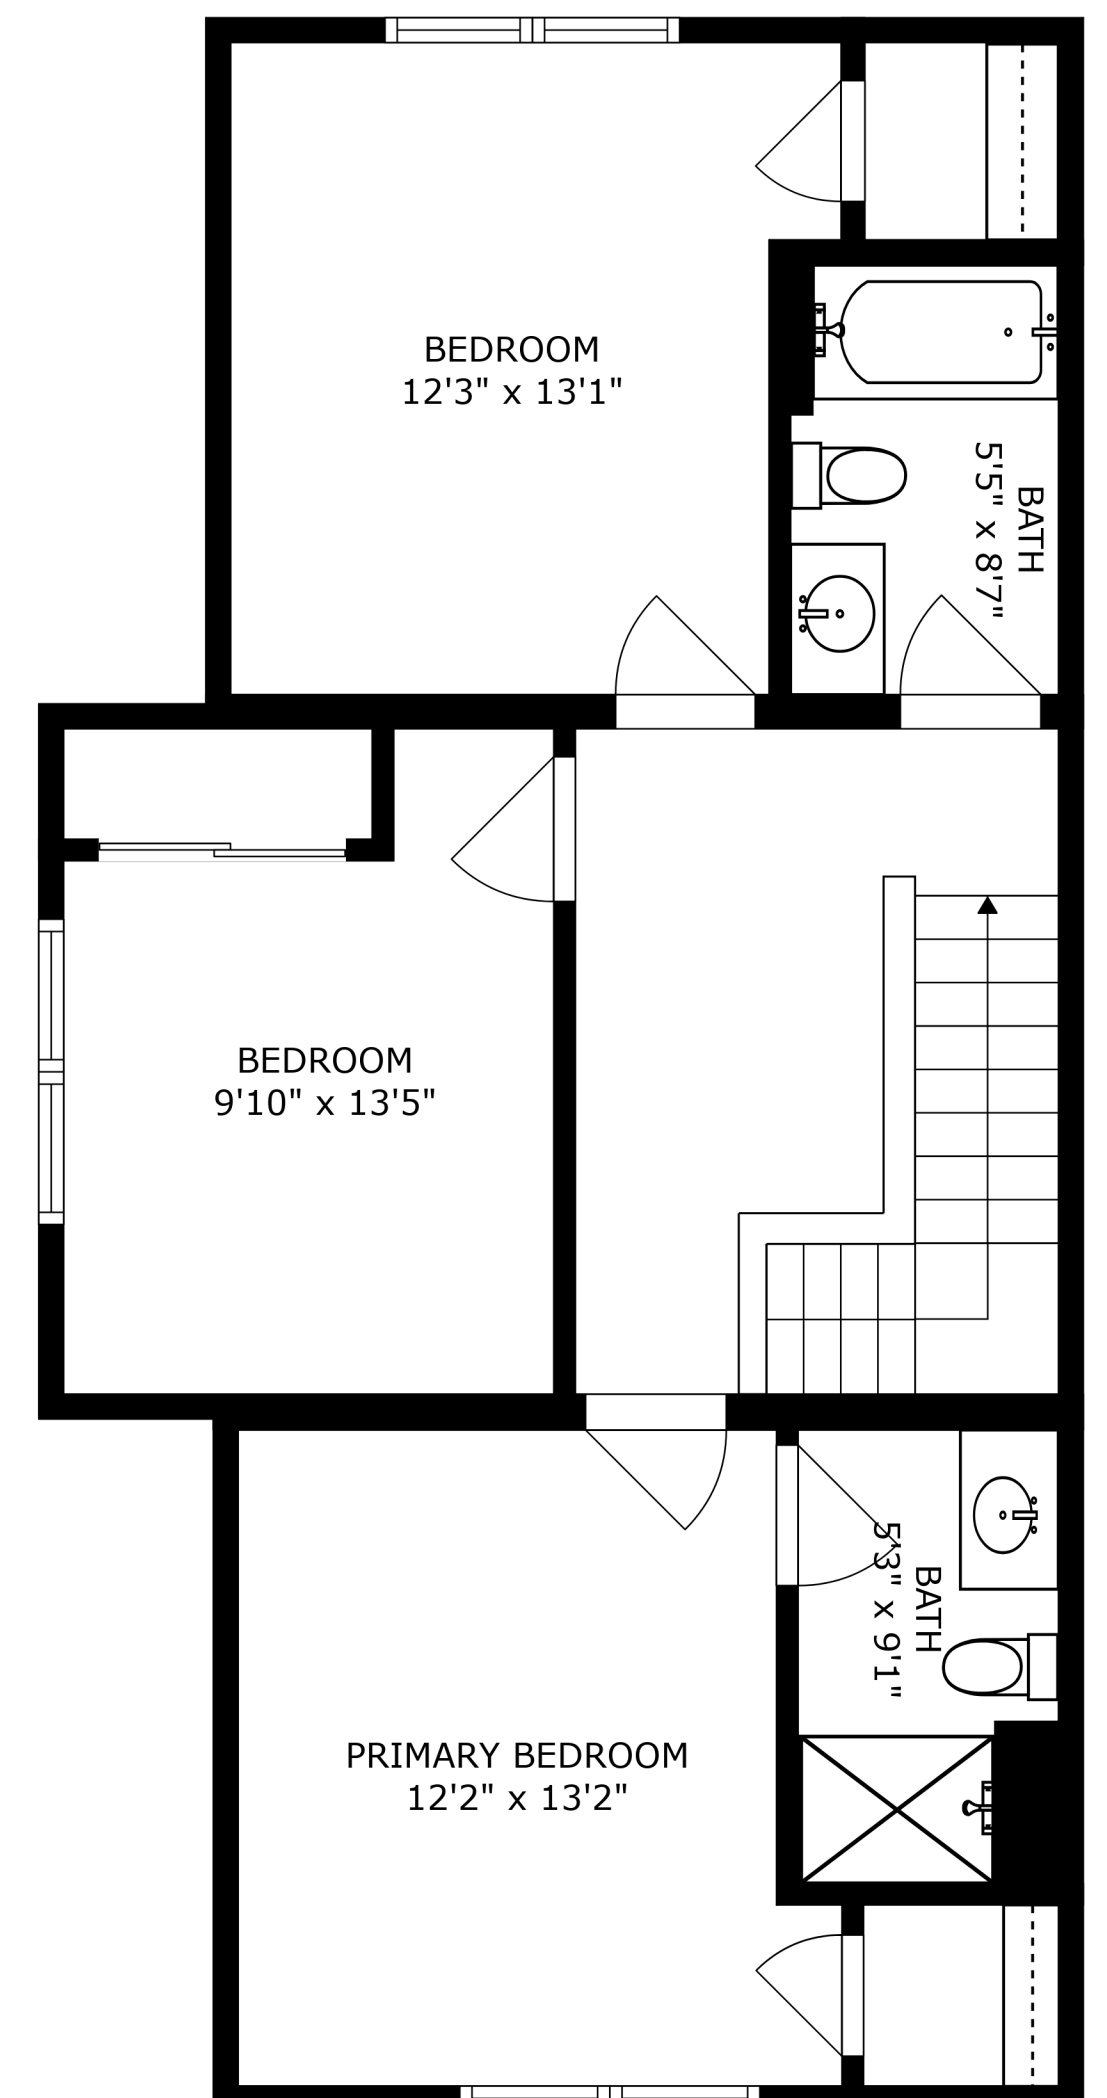 BEDROOM
12'3" x 13'1"
BATH
5'5" x 8'7"
BEDROOM
9'10" x 13'5"
BATH
5'3" x 9'1"
PRIMARY BEDROOM
12'2" x 13'2"